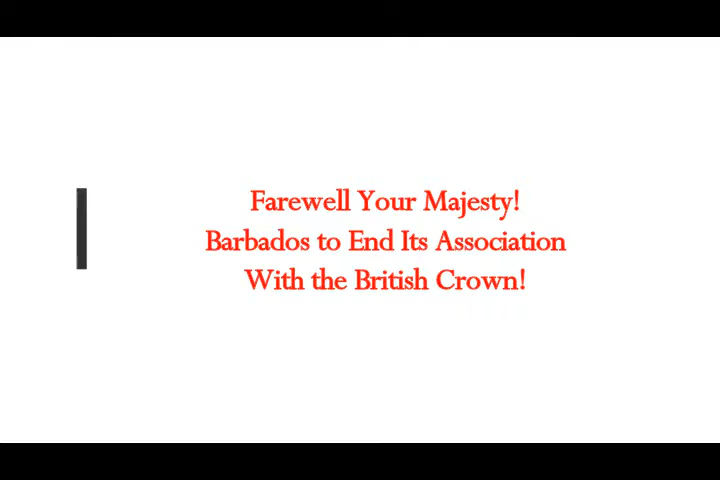 Farewell Your Majesty!
Barbados to End Its Association
With the British Crown!